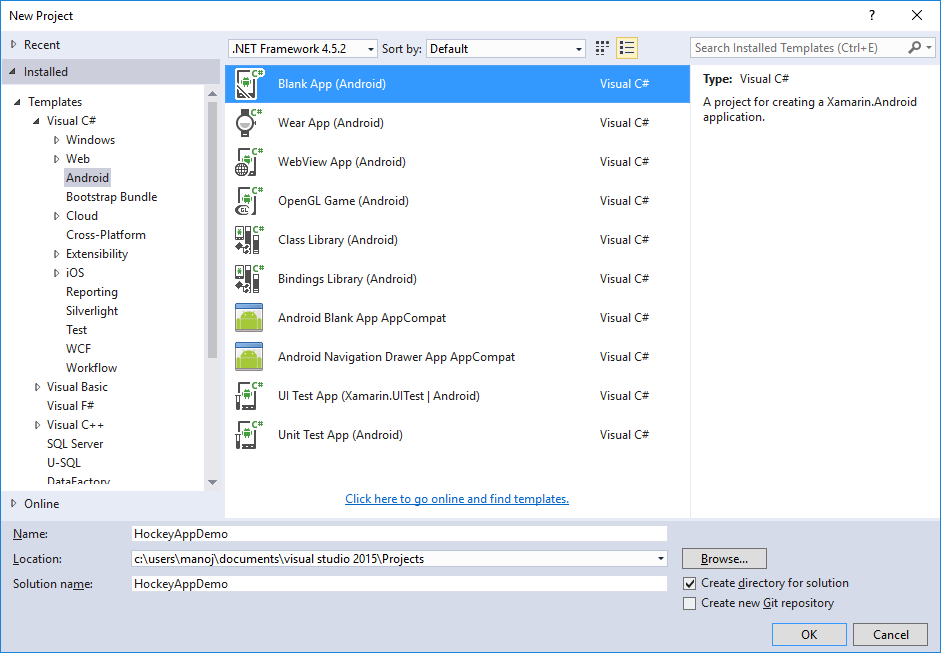 New Project
?
Recent
.NET Framework 4.5.2
Sort by:
Default
Search Installed Templates (Ctrl+E)
Installed
Templates
Visual C#
Windows
Web
Android
Bootstrap Bundle
Cloud
Cross-Platform
Extensibility
iOS
Reporting
Silverlight
Test
WCF
Workflow
Visual Basic
Visual F#
Visual C++
SQL Server
U-SQL
DataFactory
Online
Blank App (Android) Visual C#
Wear App (Android) Visual C#
WebView App (Android) Visual C#
OpenGL Game (Android) Visual C#
Class Library (Android) Visual C#
Bindings Library (Android) Visual C#
Android Blank App AppCompat Visual C#
Android Navigation Drawer App AppCompat Visual C#
UI Test App (Xamarin.UITest | Android) Visual C#
Unit Test App (Android) Visual C#
Click here to go online and find templates.
Type: Visual C#
A project for creating a Xamarin.Android
application.
Name: HockeyAppDemo
Location: c:\users\manoj\documents\visual studio 2015\Projects
Browse...
Solution name: HockeyAppDemo
Create directory for solution
Create new Git repository
OK
Cancel